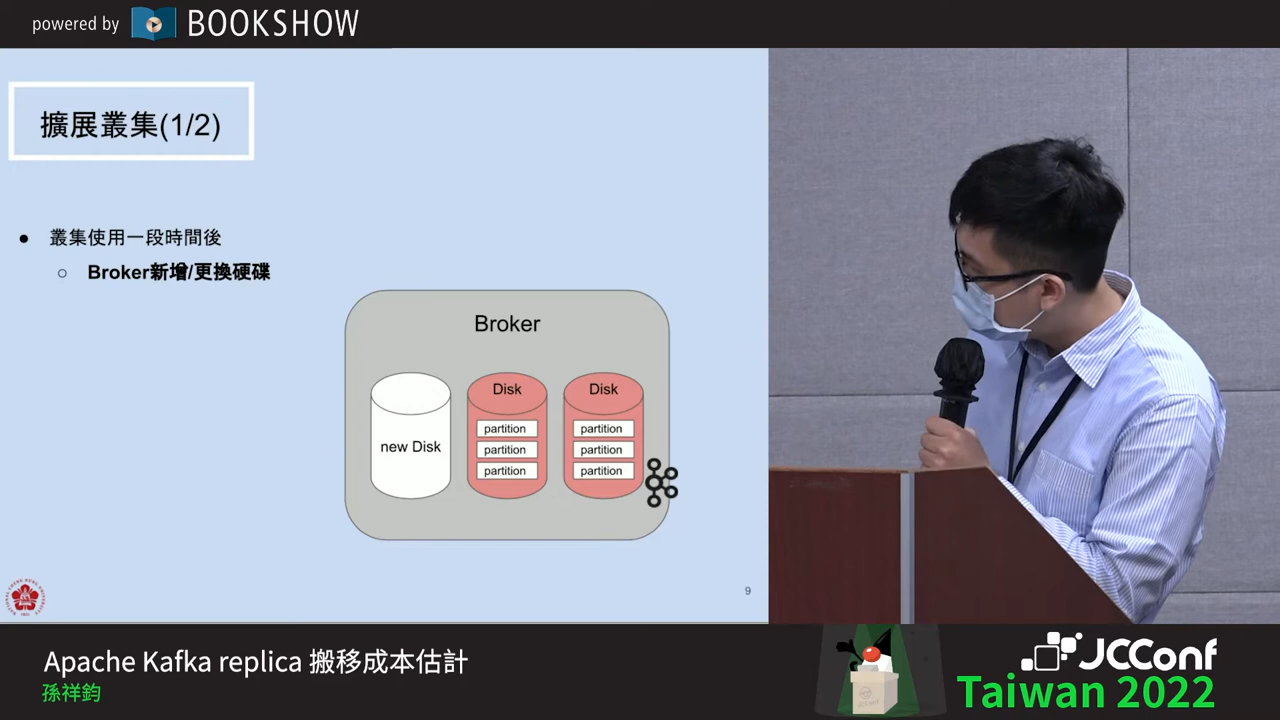 powered by BOOKSHOW
擴展叢集(1/2)
● 叢集使用一段時間後
○ Broker新增/更換硬碟
Broker
new Disk
Disk
partition
partition
partition
Disk
partition
partition
partition
9
Apache Kafka replica 搬移成本估計
孫祥鈞
JCConf
Taiwan 2022